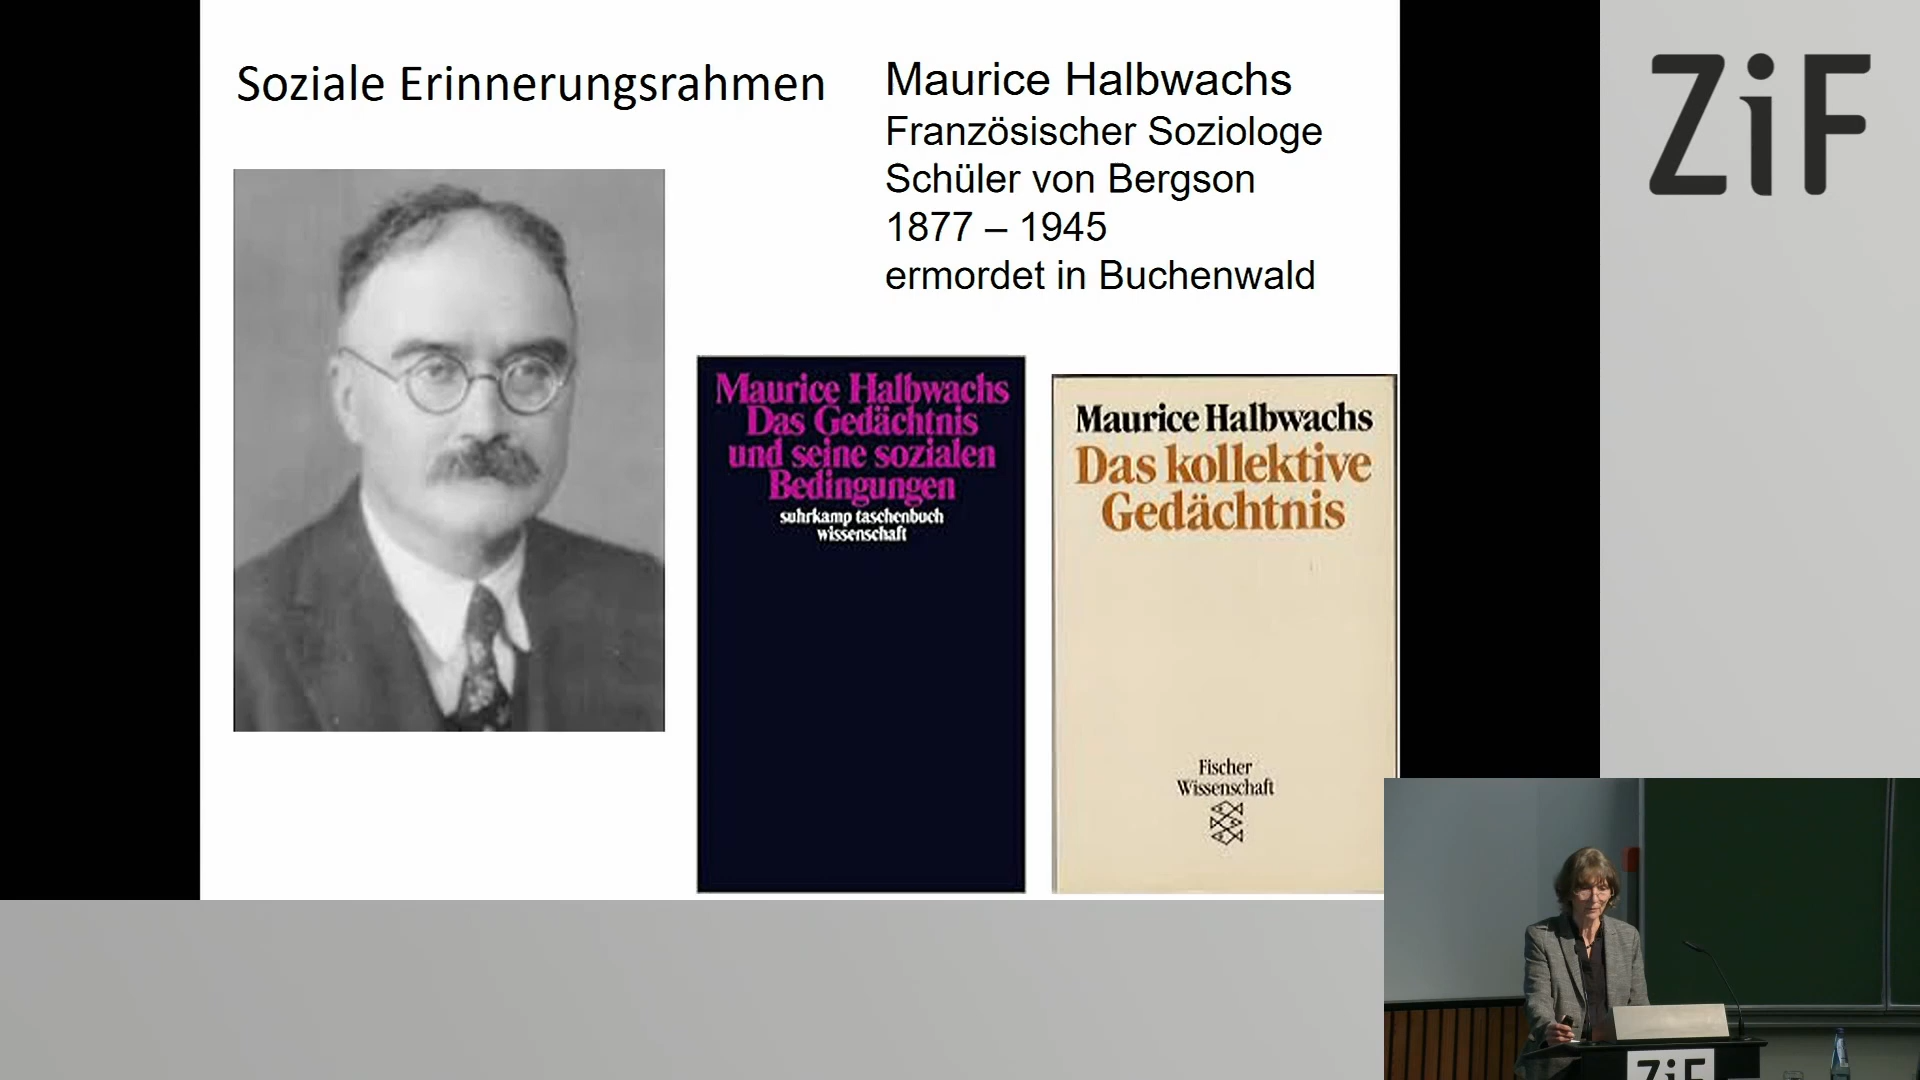 Soziale Erinnerungsrahmen
Maurice Halbwachs
Französischer Soziologe
Schüler von Bergson
1877 – 1945
ermordet in Buchenwald
Maurice Halbwachs
Das Gedächtnis
und seine sozialen
Bedingungen
suhrkamp taschenbuch
wissenschaft
Maurice Halbwachs
Das kollektive
Gedächtnis
Fischer
Wissenschaft
ZiF
ZiF